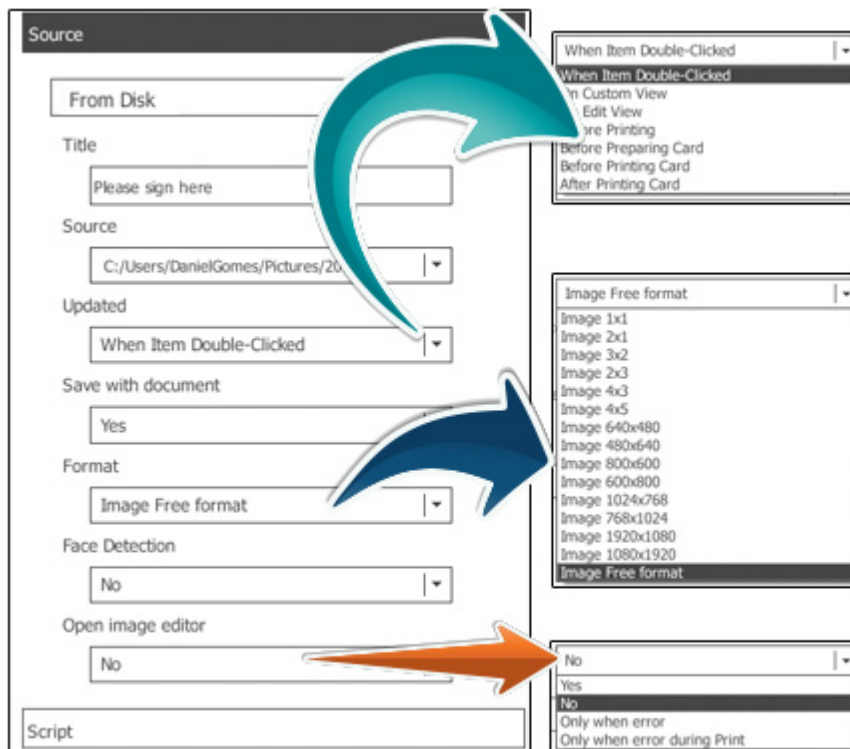 Source
From Disk
Title
Please sign here
Source
C:/Users/DanielGomes/Pictures/20
Updated
When Item Double-Clicked
Save with document
Yes
Format
Image Free format
Face Detection
No
Open image editor
No
Script
When Item Double-Clicked
When Item Double-Clicked
Custom View
Edit View
Printing
Before Preparing Card
Before Printing Card
After Printing Card
Image Free format
Image 1x1
Image 2x1
Image 3x2
Image 2x3
Image 4x3
Image 4x5
Image 640x480
Image 480x640
Image 800x600
Image 600x800
Image 1024x768
Image 768x1024
Image 1920x1080
Image 1080x1920
Image Free format
No
Yes
No
Only when error
Only when error during Print